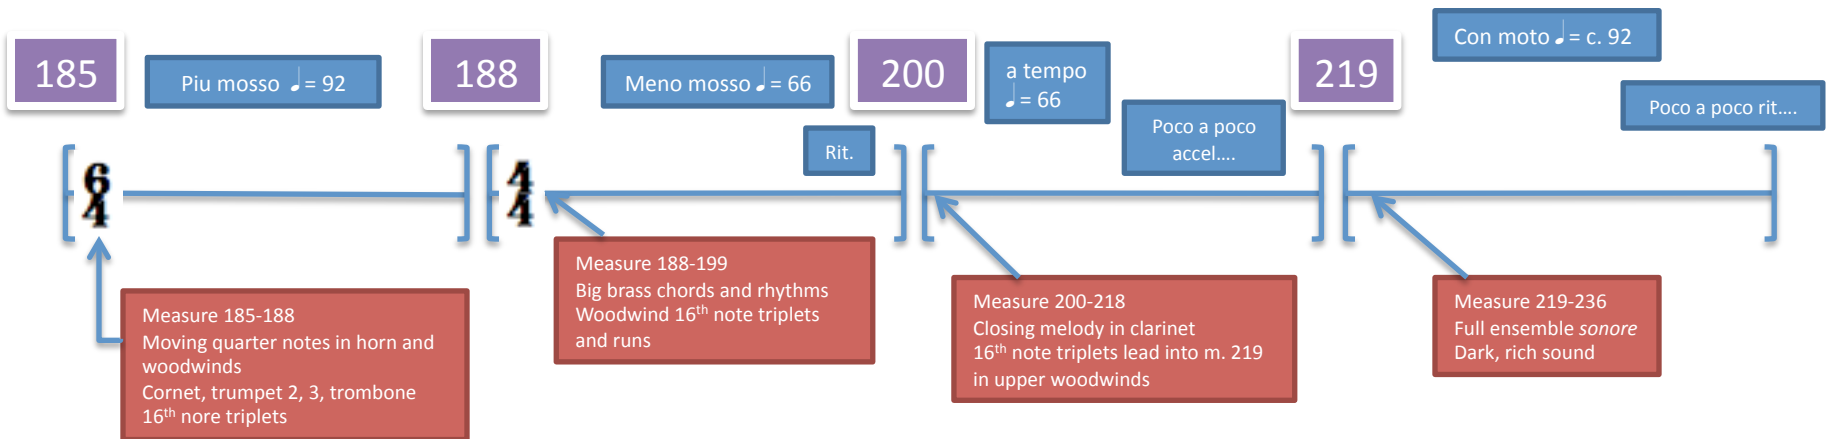 185
Piu mosso ♩ = 92
188
Meno mosso ♩ = 66
Rit.
200
a tempo
♩ = 66
Poco a poco
accel....
219
Con moto ♩ = c. 92
Poco a poco rit....
6
4
4
4
Measure 185-188
Moving quarter notes in horn and
woodwinds
Cornet, trumpet 2, 3, trombone
16th nore triplets
Measure 188-199
Big brass chords and rhythms
Woodwind 16th note triplets
and runs
Measure 200-218
Closing melody in clarinet
16th note triplets lead into m. 219
in upper woodwinds
Measure 219-236
Full ensemble sonore
Dark, rich sound